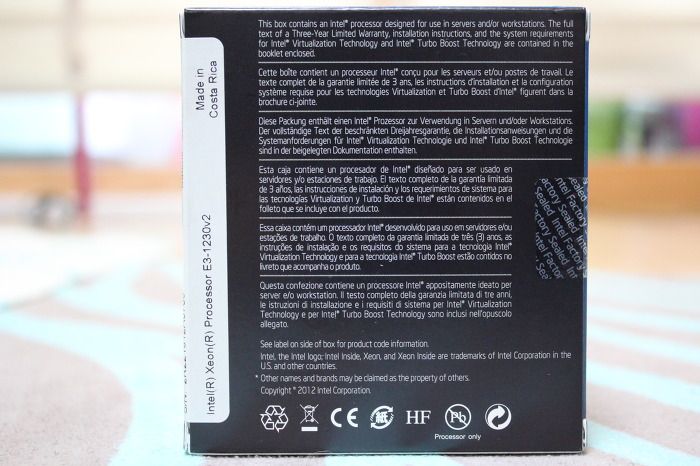 This box contains an Intel® processor designed for use in servers and/or workstations. The full
text of a Three-Year Limited Warranty, installation instructions, and the system requirements
for Intel® Virtualization Technology and Intel® Turbo Boost Technology are contained in the
booklet enclosed.
Cette boîte contient un processeur Intel® conçu pour les serveurs et/ou postes de travail. Le
texte complet de la garantie limitée de 3 ans, les instructions d'installation et la configuration
système requise pour les technologies Virtualization et Turbo Boost d'Intel® figurent dans la
brochure ci-jointe.
Diese Packung enthält einen Intel® Prozessor zur Verwendung in Servern und/oder Workstations.
Der vollständige Text der beschränkten Dreijahresgarantie, die Installationsanweisungen und die
Systemanforderungen für Intel® Virtualization Technologie und Intel® Turbo Boost Technologie
sind in der beigelegten Dokumentation enthalten.
Esta caja contiene un procesador de Intel® diseñado para ser usado en
servidores y/o estaciones de trabajo. El texto completo de la garantía limitada
de 3 años, las instrucciones de instalación y los requerimientos de sistema para
las tecnologías Virtualization y Turbo Boost de Intel® están contenidos en el
folleto que se incluye con el producto.
Essa caixa contém um processador Intel® desenvolvido para uso em servidores e/ou
estações de trabalho. O texto completo da garantia limitada de três (3) anos, as
instruções de instalação e os requisitos do sistema para a tecnologia Intel®
Virtualization Technology e para a tecnologia Intel® Turbo Boost estão contidos no
livreto que acompanha o produto.
Questa confezione contiene un processore Intel® appositamente ideato per
server e/o workstation. Il testo completo della garanzia limitata di tre anni,
le istruzioni di installazione e i requisiti di sistema per Intel® Virtualization
Technology e per Intel® Turbo Boost Technology sono inclusi nell'opuscolo
allegato.
See label on side of box for product code information.
Intel, the Intel logo; Intel Inside, Xeon, and Xeon Inside are trademarks of Intel Corporation in the
U.S. and other countries.
* Other names and brands may be claimed as the property of others.
Copyright © 2012 Intel Corporation.
CE
紙
HF
Pb
Processor only
Made in
Costa Rica
Intel(R) Xeon(R) Processor E3-1230v2
Intel Factory Sealed